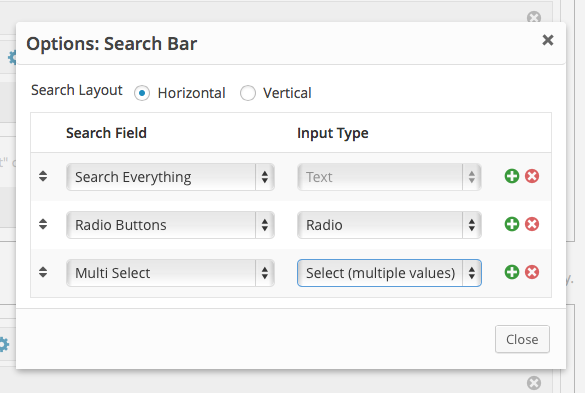 Options: Search Bar
Search Layout Horizontal Vertical
Search Field Input Type
Search Everything Text
Radio Buttons Radio
Multi Select Select (multiple values)
Close